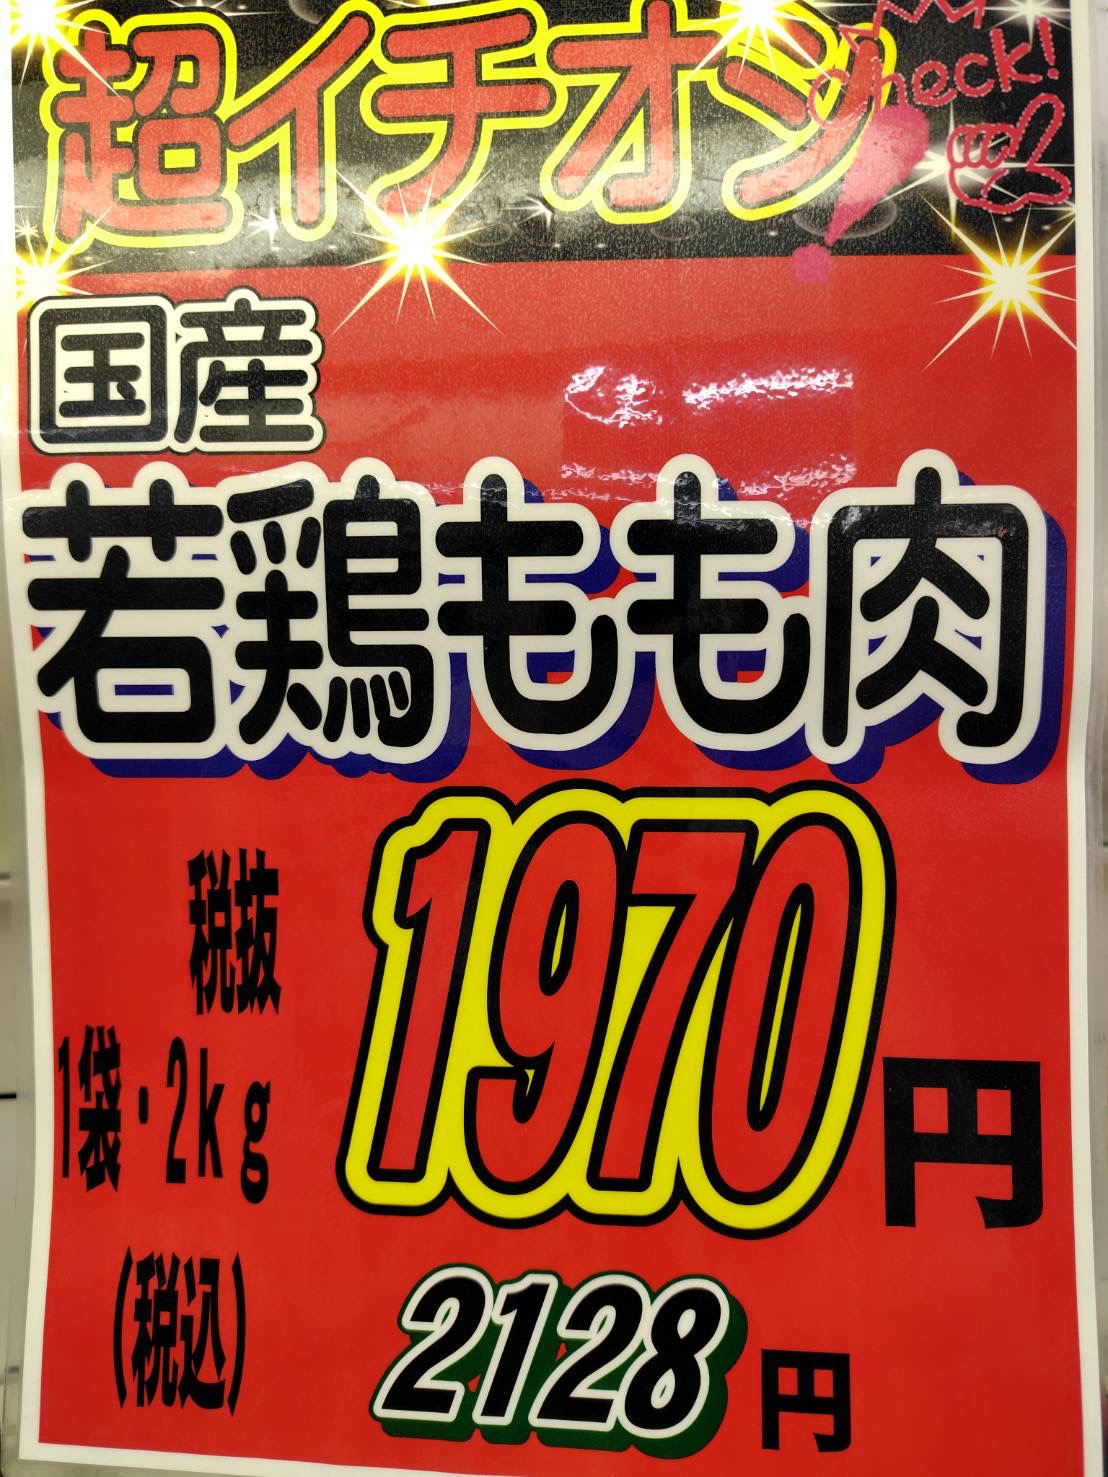 超イチオシ
check!
国産
若鶏もも肉
税抜
1袋・2kg
1970円
(税込)
2128円